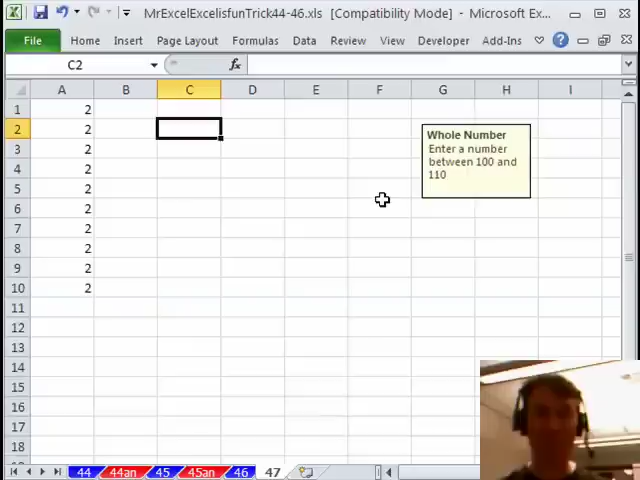 MrExcelExcelisfunTrick44-46.xls [Compatibility Mode] - Microsoft Ex...
File Home Insert Page Layout Formulas Data Review View Developer Add-Ins
C2 fx
A B C D E F G H I
1 2
2 2
3 2
4 2
5 2
6 2
7 2
8 2
9 2
10 2
11
12
13
14
15
16
17
18
Whole Number
Enter a number
between 100 and
110
44 44an 45 45an 46 47